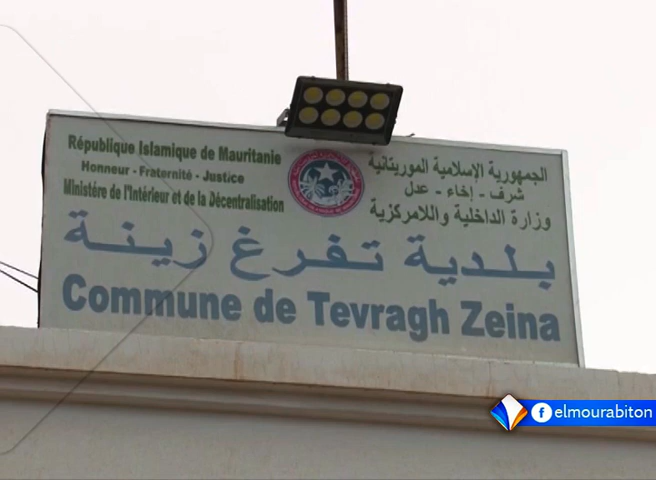 République Islamique de Mauritanie
Honneur - Fraternité - Justice
Ministère de l'Intérieur et de la Décentralisation
الجمهورية الإسلامية الموريتانية
شرف - إخاء - عدل
وزارة الداخلية واللامركزية
بلدية تفرغ زينة
Commune de Tevragh Zeina
elmourabiton